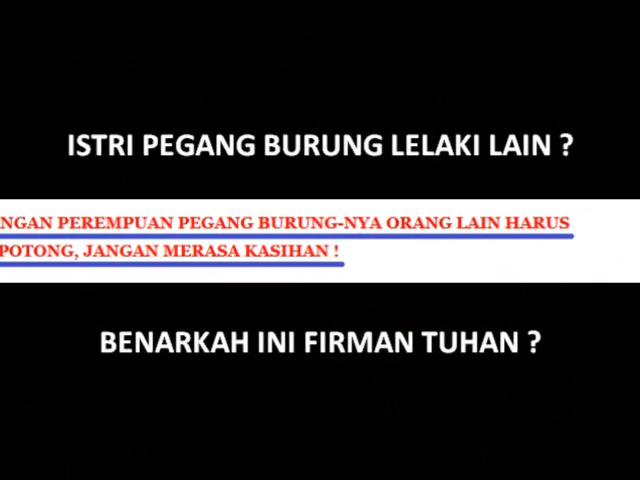 ISTRI PEGANG BURUNG LELAKI LAIN ?
NGAN PEREMPUAN PEGANG BURUNG-NYA ORANG LAIN HARUS
POTONG, JANGAN MERASA KASIHAN !
BENARKAH INI FIRMAN TUHAN ?